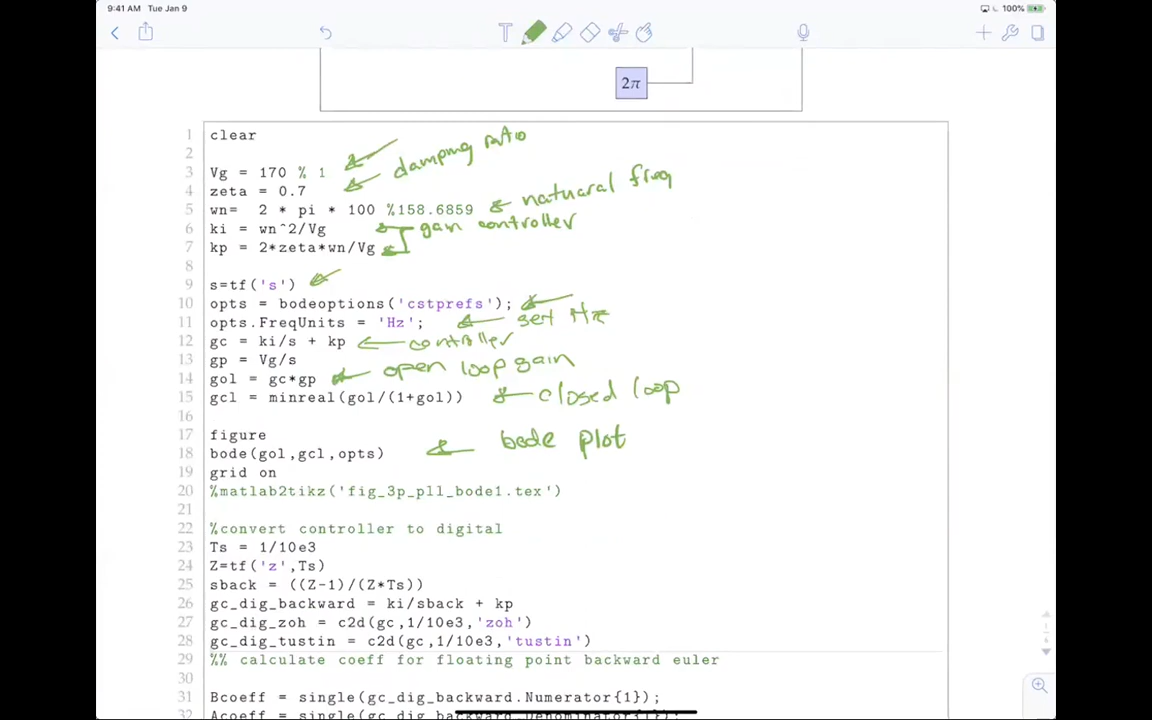 9:41 AM Tue Jan 9
100%
T
2π
1 clear
2
3 Vg = 170 % 1
damping ratio
4 zeta = 0.7
5 wn= 2 * pi * 100 %158.6859
natuaral freq
6 ki = wn^2/Vg
gain controller
7 kp = 2*zeta*wn/Vg
8
9 s=tf('s')
10 opts = bodeoptions('cstprefs');
11 opts.FreqUnits = 'Hz';
set Hz
12 gc = ki/s + kp
controller
13 gp = Vg/s
14 gol = gc*gp
open loop gain
15 gcl = minreal(gol/(1+gol))
closed loop
16
17 figure
18 bode(gol,gcl,opts)
bode plot
19 grid on
20 %matlab2tikz('fig_3p_pll_bode1.tex')
21
22 %convert controller to digital
23 Ts = 1/10e3
24 Z=tf('z',Ts)
25 sback = ((Z-1)/(Z*Ts))
26 gc_dig_backward = ki/sback + kp
27 gc_dig_zoh = c2d(gc,1/10e3,'zoh')
28 gc_dig_tustin = c2d(gc,1/10e3,'tustin')
29 %% calculate coeff for floating point backward euler
30
31 Bcoeff = single(gc_dig_backward.Numerator{1});
32 Acoeff = single(gc_dig_backward.Denominator{1});